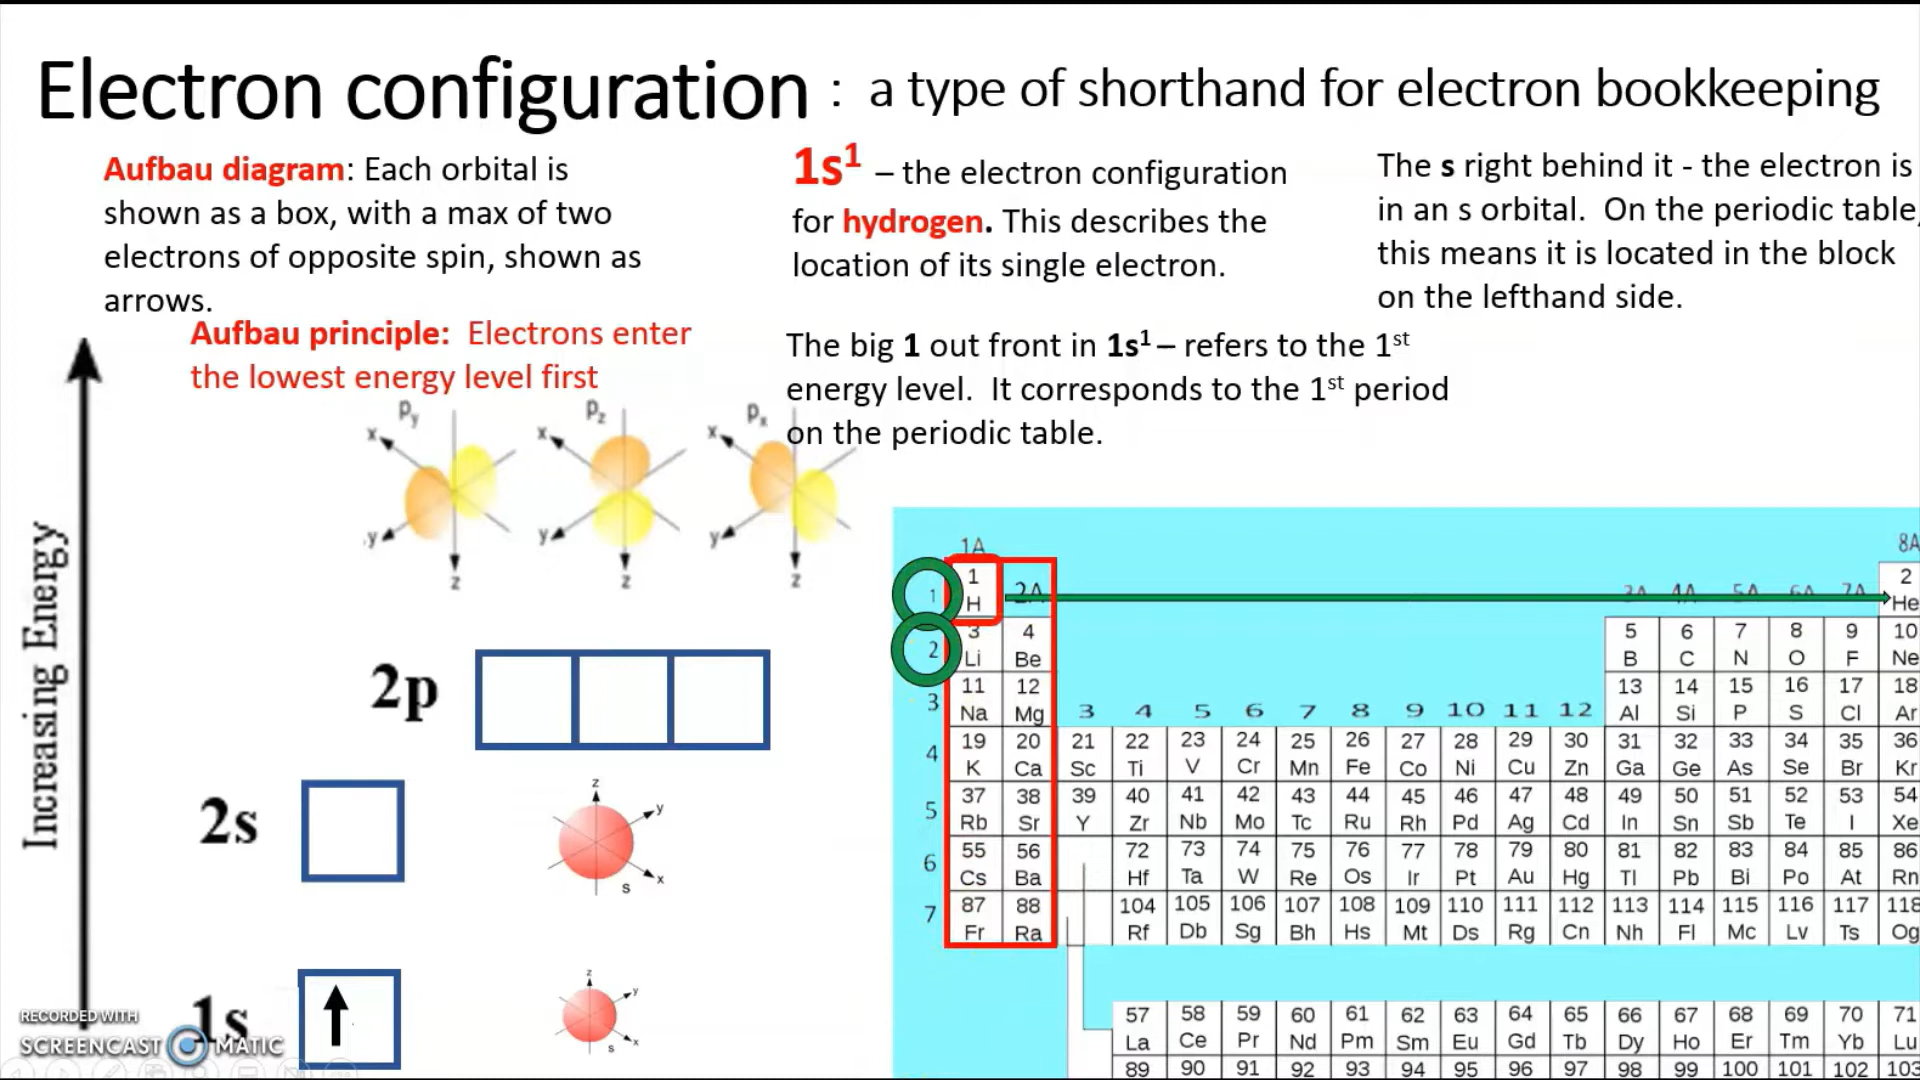 Electron configuration : a type of shorthand for electron bookkeeping
Aufbau diagram: Each orbital is
shown as a box, with a max of two
electrons of opposite spin, shown as
arrows.
Aufbau principle: Electrons enter
the lowest energy level first
1s¹ – the electron configuration
for hydrogen. This describes the
location of its single electron.
The s right behind it - the electron is
in an s orbital. On the periodic table,
this means it is located in the block
on the lefthand side.
The big 1 out front in 1s¹ – refers to the 1st
energy level. It corresponds to the 1st period
on the periodic table.
Increasing Energy
Py x y z
Pz x y z
Px x y z
2p
2s
z y x s
1s
z y x s
RECORDED WITH
SCREENCAST MATIC
1A 8A
1 1 2A 3A 4A 5A 6A 7A 2
H He
2 3 4 5 6 7 8 9 10
Li Be B C N O F Ne
3 11 12 13 14 15 16 17 18
Na Mg 3 4 5 6 7 8 9 10 11 12 Al Si P S Cl Ar
4 19 20 21 22 23 24 25 26 27 28 29 30 31 32 33 34 35 36
K Ca Sc Ti V Cr Mn Fe Co Ni Cu Zn Ga Ge As Se Br Kr
5 37 38 39 40 41 42 43 44 45 46 47 48 49 50 51 52 53 54
Rb Sr Y Zr Nb Mo Tc Ru Rh Pd Ag Cd In Sn Sb Te I Xe
6 55 56 72 73 74 75 76 77 78 79 80 81 82 83 84 85 86
Cs Ba Hf Ta W Re Os Ir Pt Au Hg Tl Pb Bi Po At Rn
7 87 88 104 105 106 107 108 109 110 111 112 113 114 115 116 117 118
Fr Ra Rf Db Sg Bh Hs Mt Ds Rg Cn Nh Fl Mc Lv Ts Og
57 58 59 60 61 62 63 64 65 66 67 68 69 70 71
La Ce Pr Nd Pm Sm Eu Gd Tb Dy Ho Er Tm Yb Lu
89 90 91 92 93 94 95 96 97 98 99 100 101 102 103